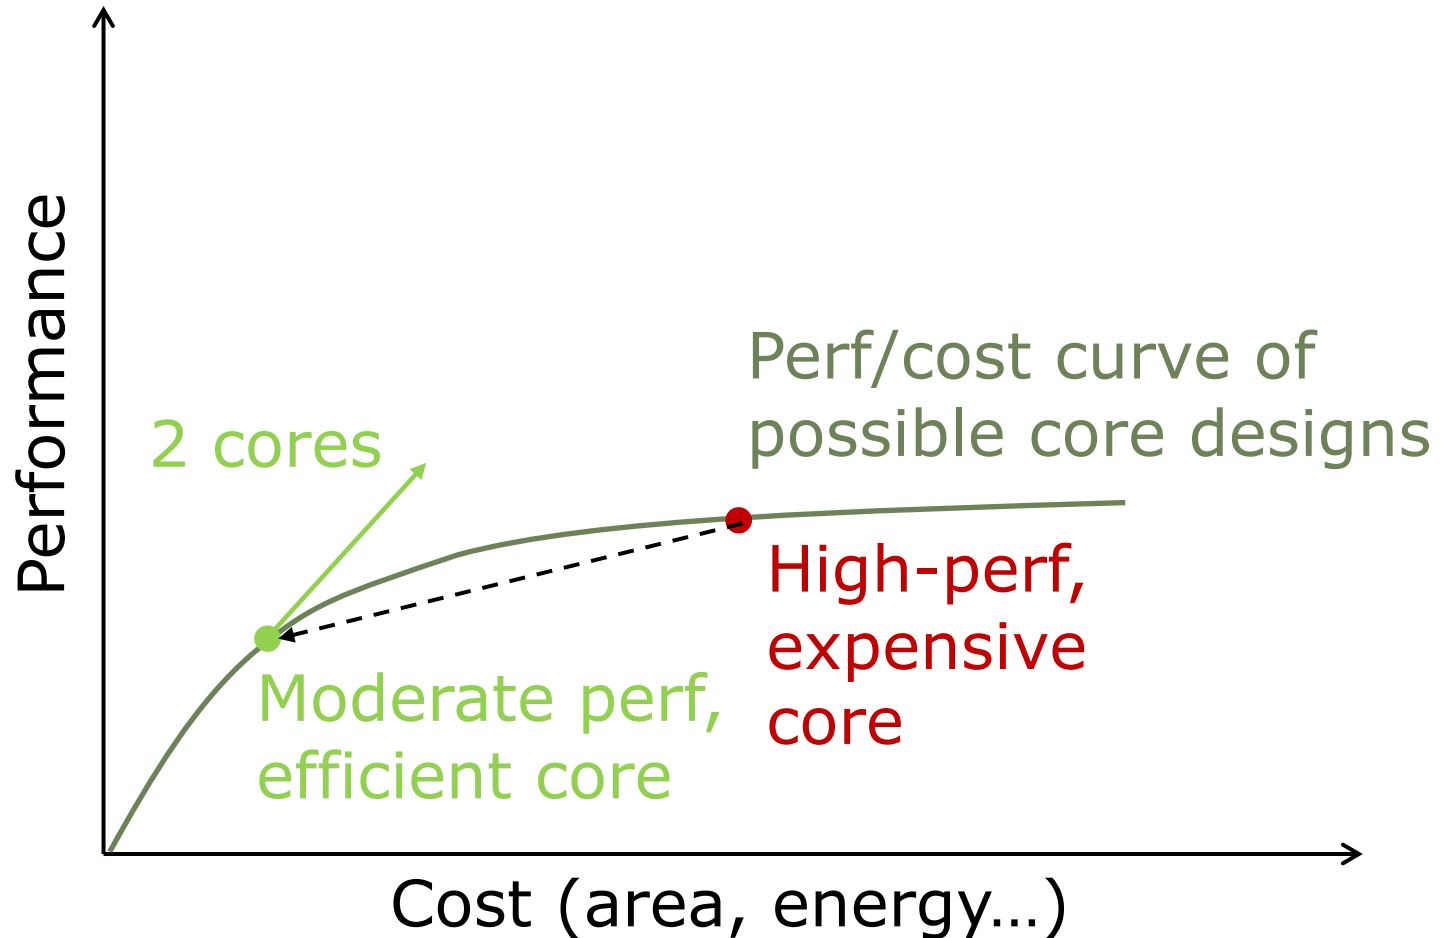 Performance
2 cores
Perf/cost curve of
possible core designs
High-perf,
expensive
core
Moderate perf,
efficient core
Cost (area, energy…)